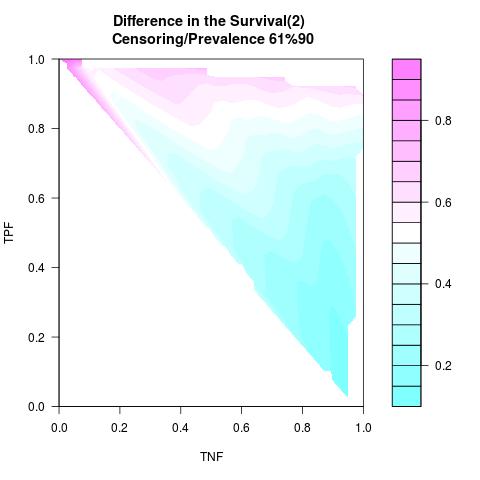 Difference in the Survival(2)
Censoring/Prevalence 61%90
1.0
0.8
0.6
0.4
0.2
0.0
TPF
0.0 0.2 0.4 0.6 0.8 1.0
TNF
0.8
0.6
0.4
0.2